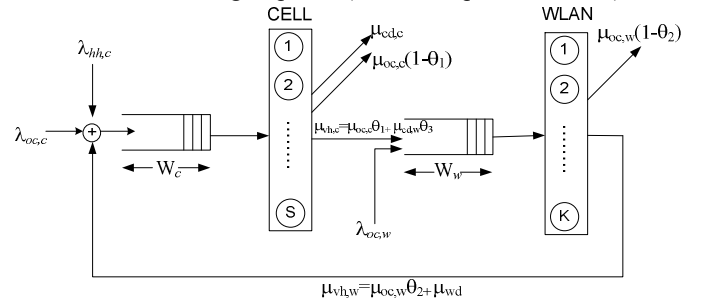 CELL
WLAN
λhh,c
1
2
μcd,c
μoc,c(1-θ1)
1
2
μoc,w(1-θ2)
λoc,c
+
μvh,c=μoc,cθ1+ μcd,wθ3
Wc
Ww
S
λoc,w
K
μvh,w=μoc,wθ2+ μwd